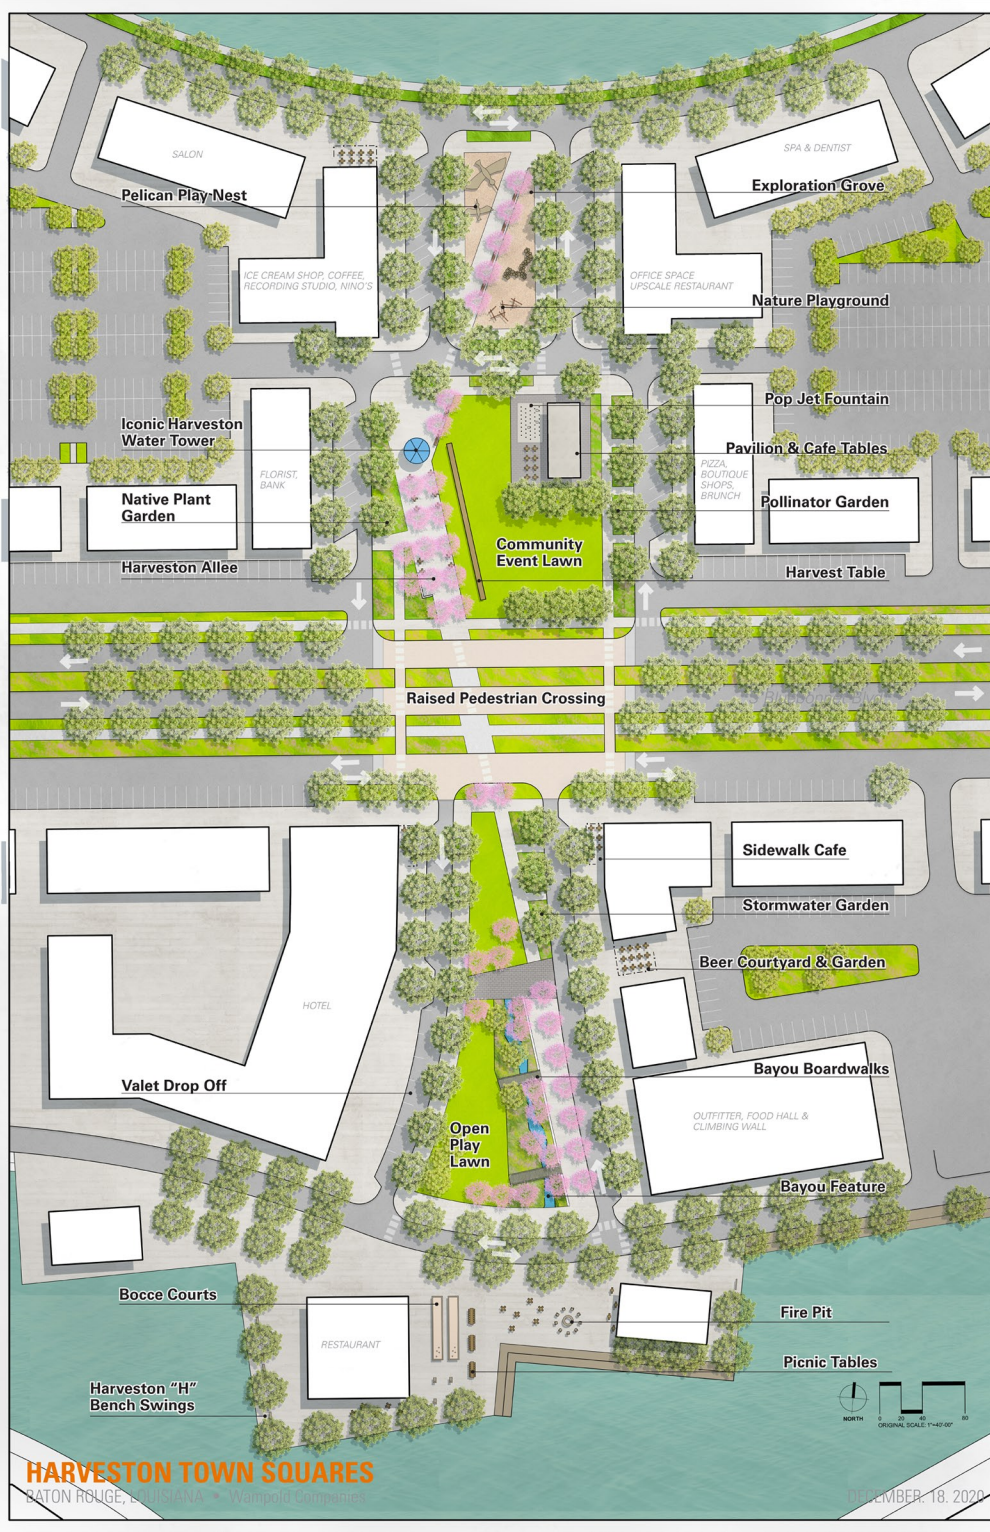 SALON
SPA & DENTIST
Pelican Play Nest
Exploration Grove
ICE CREAM SHOP, COFFEE,
RECORDING STUDIO, NINO'S
OFFICE SPACE
UPSCALE RESTAURANT
Nature Playground
Pop Jet Fountain
Iconic Harveston
Water Tower
Pavilion & Cafe Tables
FLORIST,
BANK
PIZZA,
BOUTIQUE
SHOPS,
BRUNCH
Native Plant
Garden
Pollinator Garden
Community
Event Lawn
Harveston Allee
Harvest Table
Raised Pedestrian Crossing
Sidewalk Cafe
Stormwater Garden
Beer Courtyard & Garden
HOTEL
Valet Drop Off
Bayou Boardwalks
OUTFITTER, FOOD HALL &
CLIMBING WALL
Open
Play
Lawn
Bayou Feature
Bocce Courts
Fire Pit
RESTAURANT
Picnic Tables
Harveston "H"
Bench Swings
NORTH
0 20 40 80
ORIGINAL SCALE: 1"=40'-00"
HARVESTON TOWN SQUARES
BATON ROUGE, LOUISIANA • Wampold Companies
DECEMBER. 18. 2020